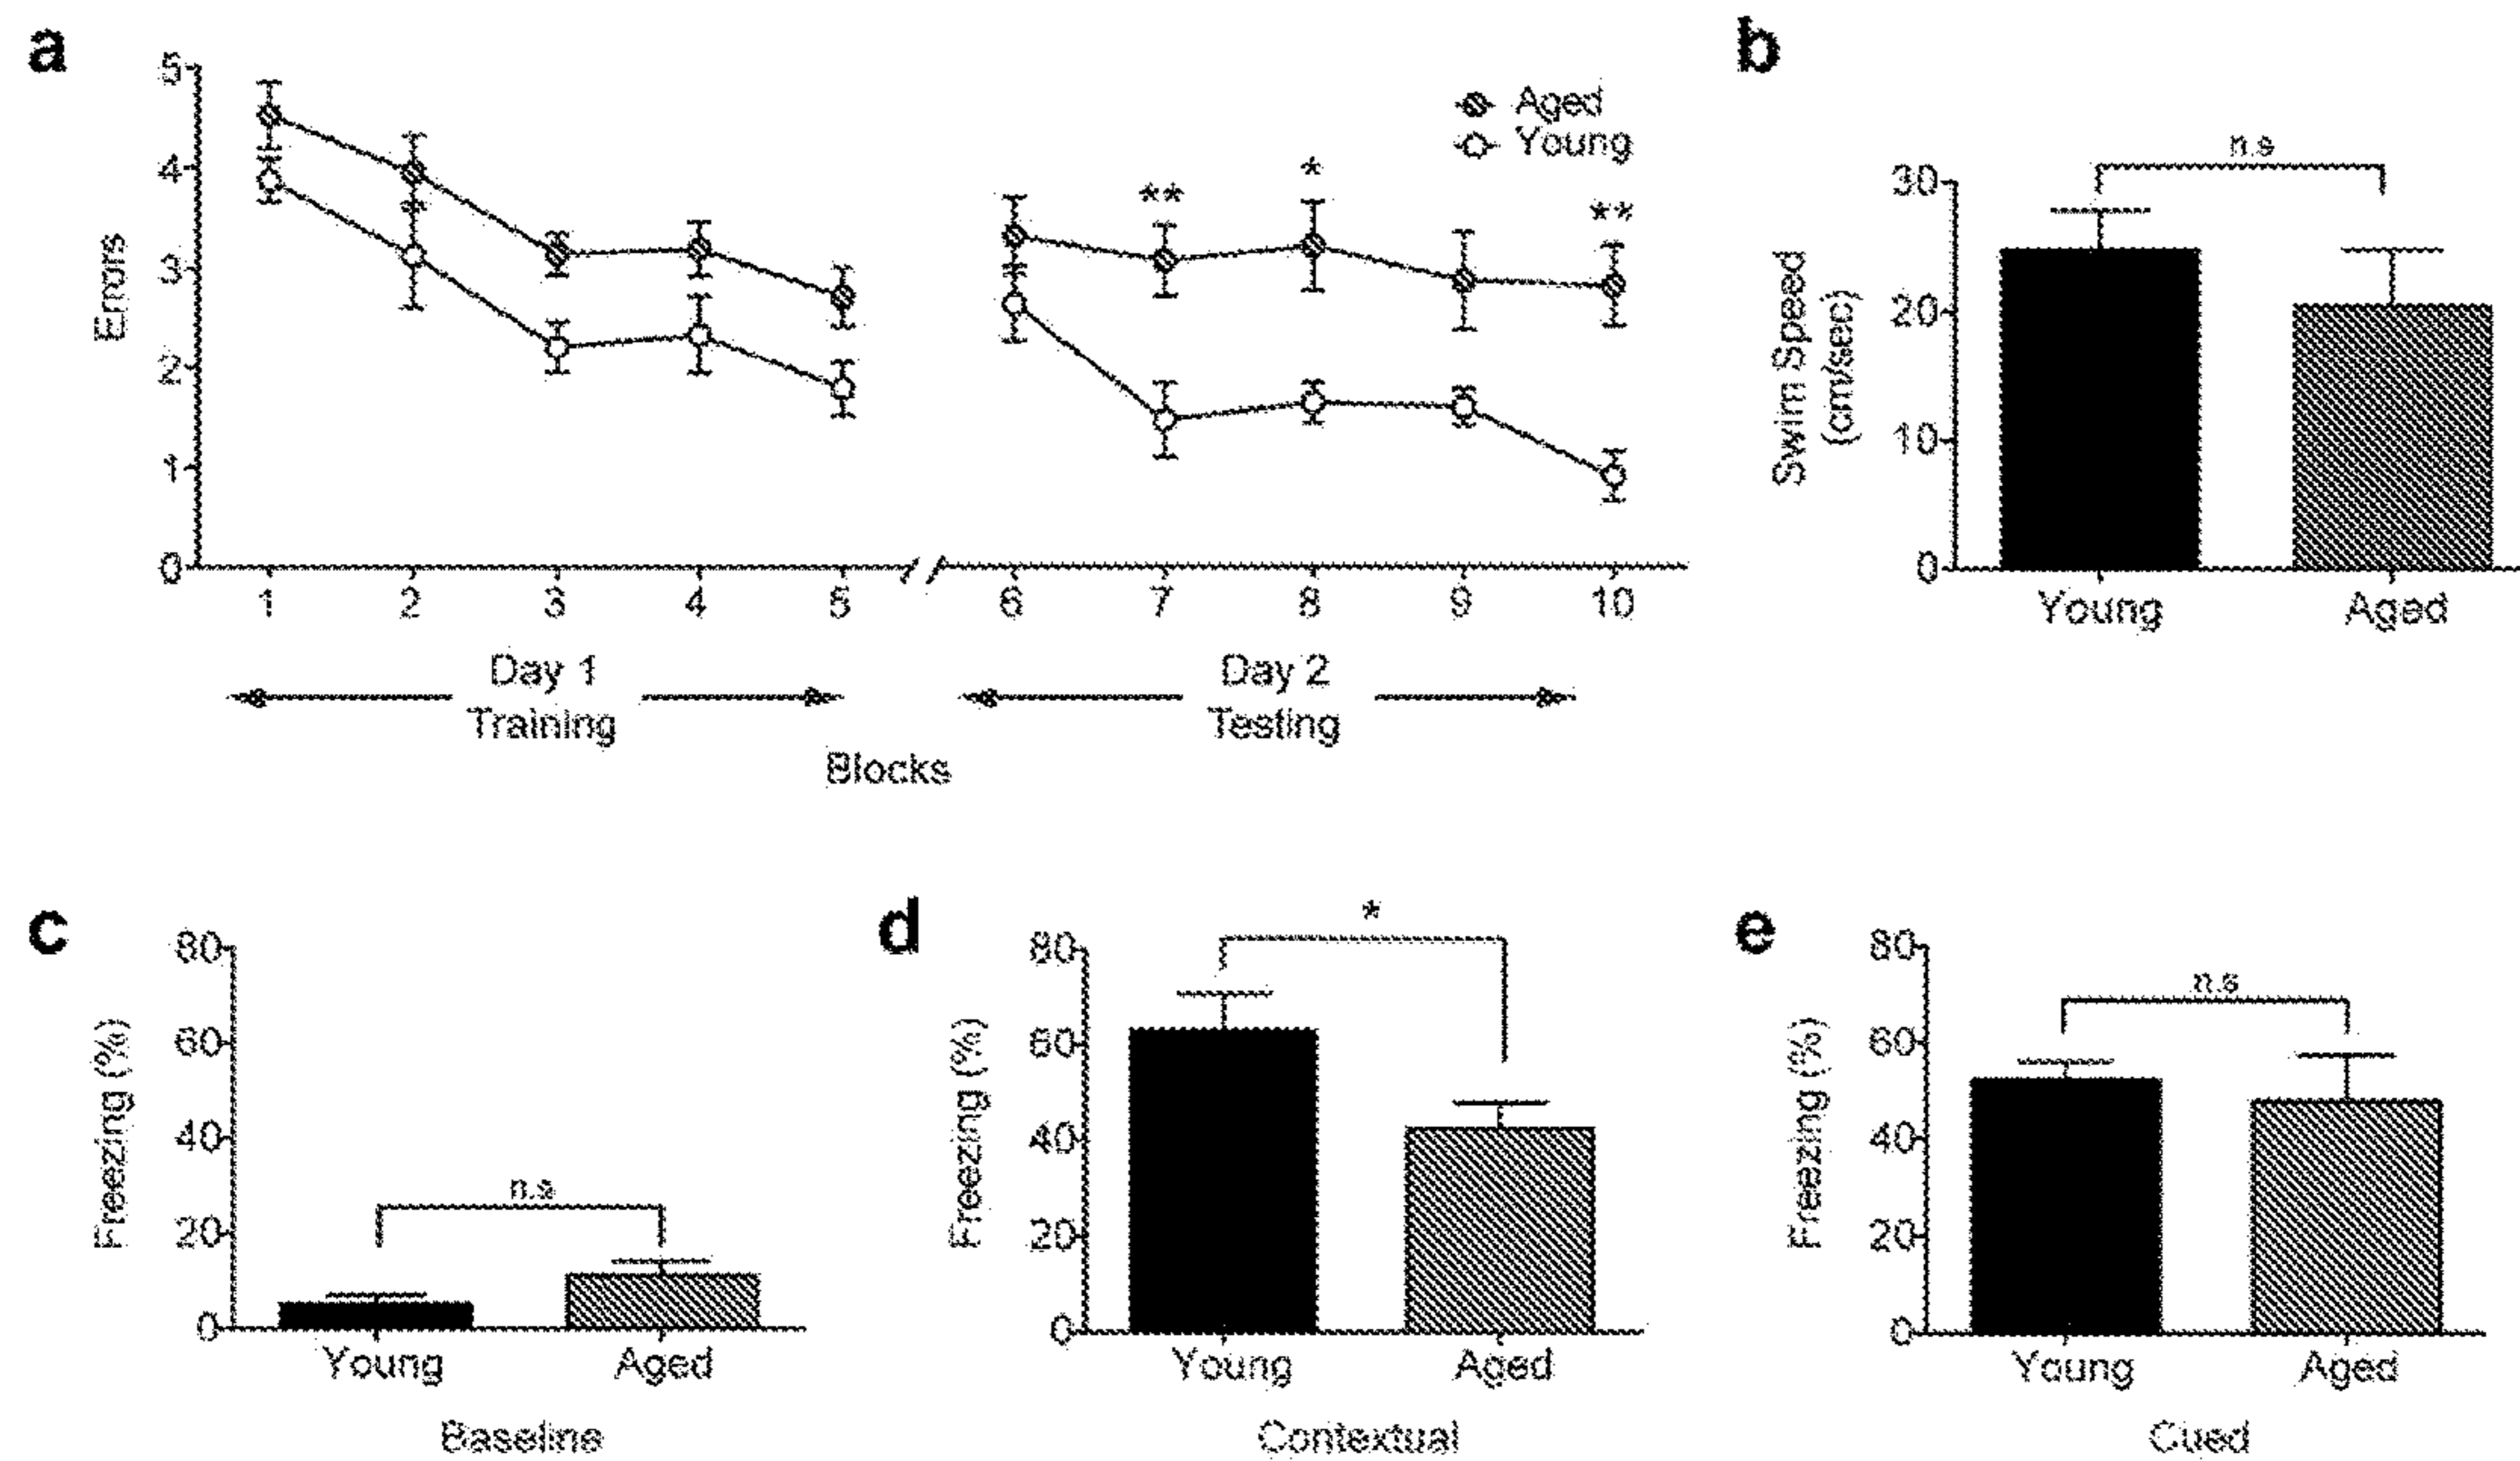 a
5
4
3
2
1
0
Errors
Aged
Young
**
*
**
1 2 3 4 5 6 7 8 9 10
Day 1
Training
Day 2
Testing
Blocks
b
n.s
30
20
10
0
Swim Speed
(cm/sec)
Young Aged
c
80
60
40
20
0
Freezing (%)
n.s
Young Aged
Baseline
d
*
80
60
40
20
0
Freezing (%)
Young Aged
Contextual
e
80
60
40
20
0
Freezing (%)
n.s
Young Aged
Cued